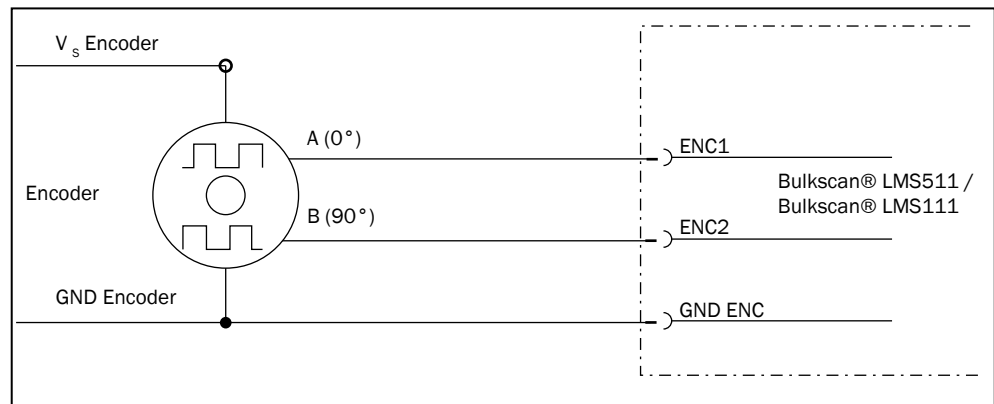 V s Encoder
A (0°)
ENC1
Bulkscan® LMS511 /
Bulkscan® LMS111
Encoder
B (90°)
ENC2
GND Encoder
GND ENC